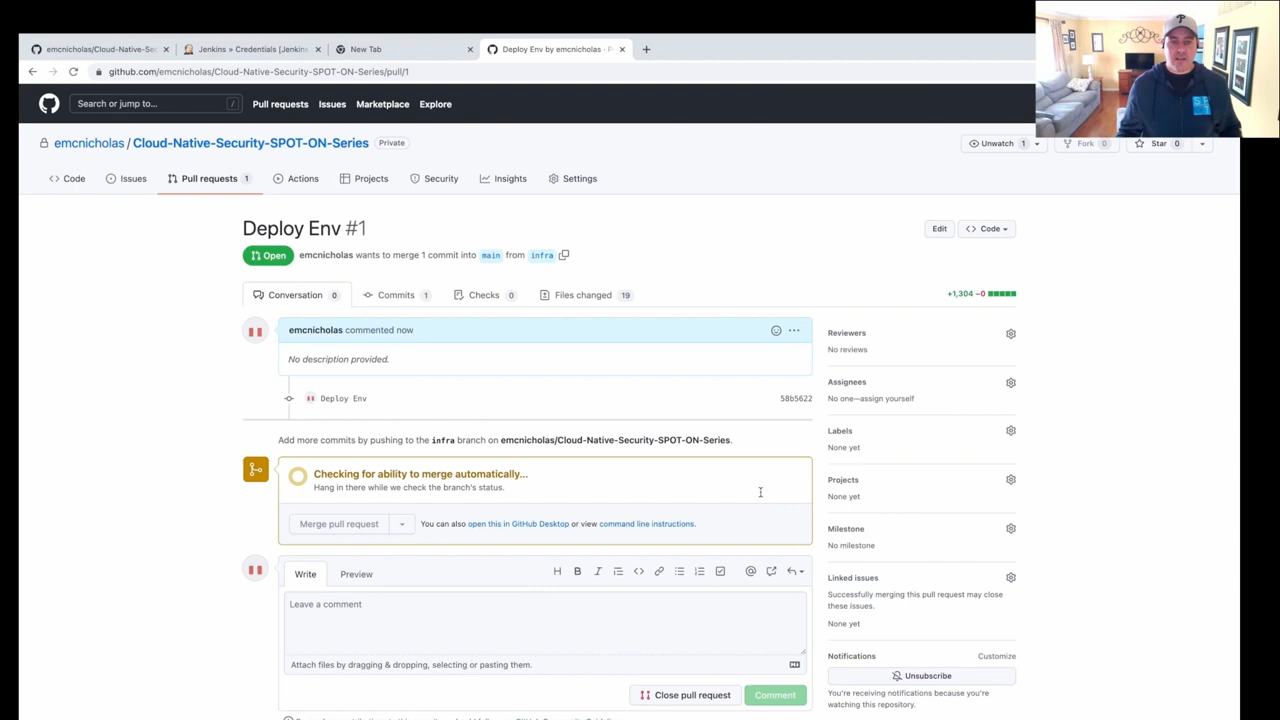 emcnicholas/Cloud-Native-Sec
Jenkins » Credentials [Jenkins
New Tab
Deploy Env by emcnicholas · P
github.com/emcnicholas/Cloud-Native-Security-SPOT-ON-Series/pull/1
Search or jump to... /
Pull requests Issues Marketplace Explore
emcnicholas / Cloud-Native-Security-SPOT-ON-Series Private
Unwatch 1 Fork 0 Star 0
Code Issues Pull requests 1 Actions Projects Security Insights Settings
Deploy Env #1
Edit Code
Open emcnicholas wants to merge 1 commit into main from infra
Conversation 0 Commits 1 Checks 0 Files changed 19 +1,304 −0
emcnicholas commented now
No description provided.
Deploy Env 58b5622
Add more commits by pushing to the infra branch on emcnicholas/Cloud-Native-Security-SPOT-ON-Series.
Checking for ability to merge automatically...
Hang in there while we check the branch's status.
Merge pull request You can also open this in GitHub Desktop or view command line instructions.
Write Preview
Leave a comment
Attach files by dragging & dropping, selecting or pasting them.
Close pull request Comment
Reviewers
No reviews
Assignees
No one—assign yourself
Labels
None yet
Projects
None yet
Milestone
No milestone
Linked issues
Successfully merging this pull request may close
these issues.
None yet
Notifications Customize
Unsubscribe
You're receiving notifications because you're
watching this repository.